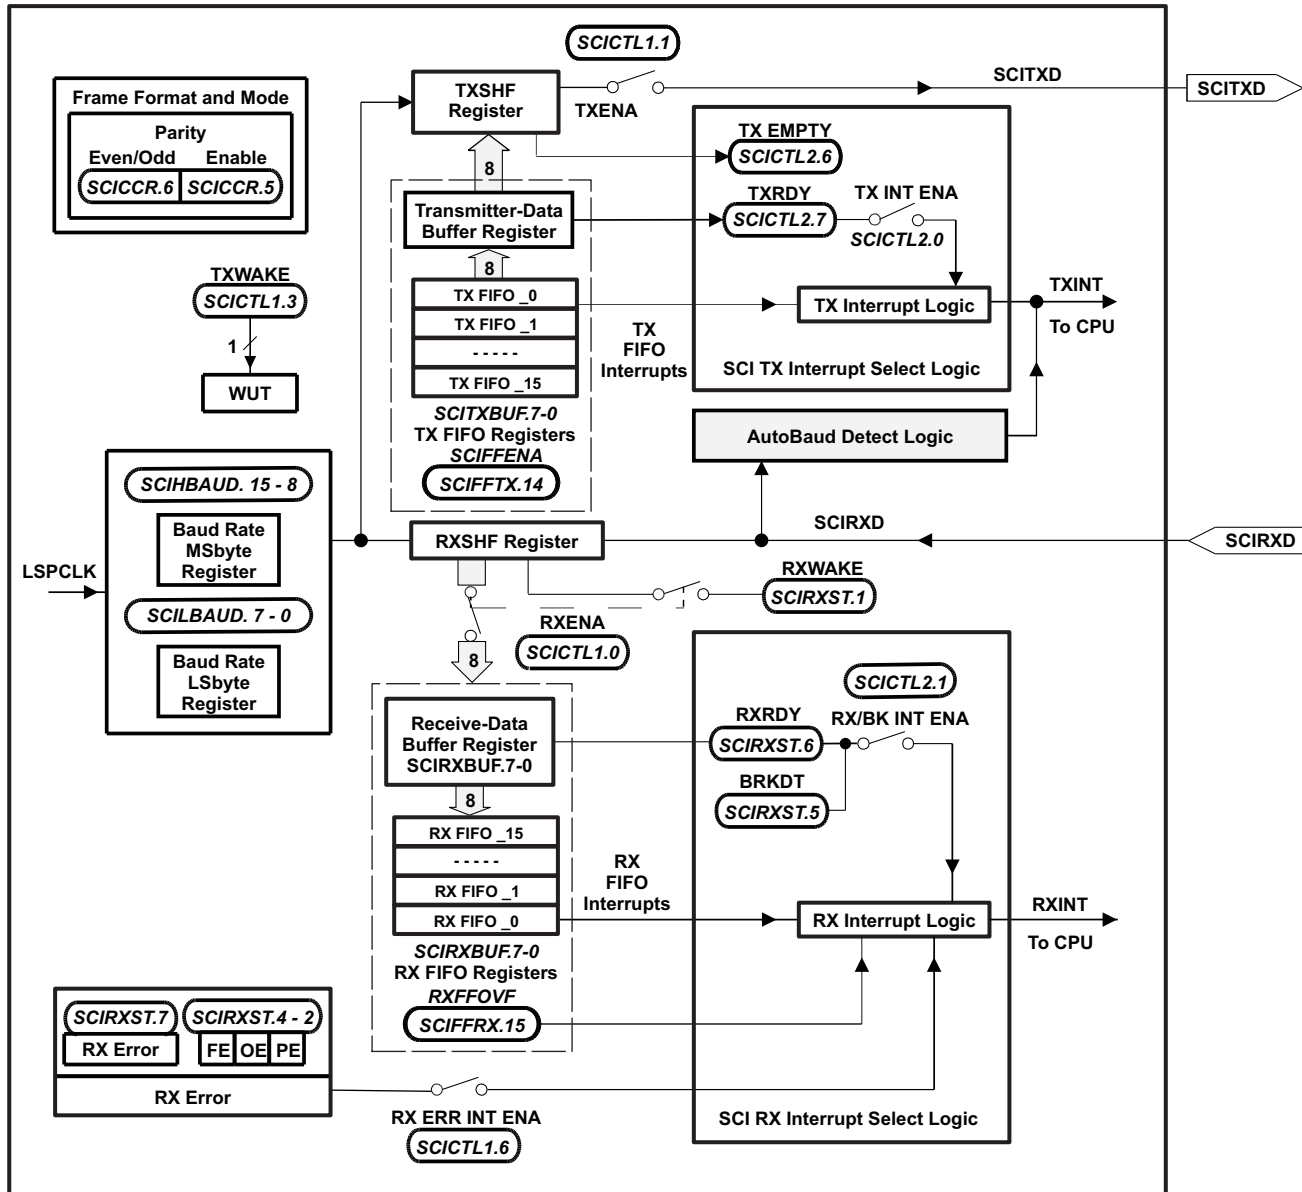 SCICTL1.1
TXSHF
Register
TXENA
SCITXD
SCITXD
Frame Format and Mode
Parity
Even/Odd Enable
SCICCR.6 SCICCR.5
8
TX EMPTY
SCICTL2.6
Transmitter-Data
Buffer Register
TXRDY
SCICTL2.7
TX INT ENA
SCICTL2.0
8
TXWAKE
SCICTL1.3
1
WUT
TX FIFO _0
TX FIFO _1
- - - - -
TX FIFO _15
TX
FIFO
Interrupts
TX Interrupt Logic
TXINT
To CPU
SCI TX Interrupt Select Logic
SCITXBUF.7-0
TX FIFO Registers
SCIFFENA
SCIFFTX.14
AutoBaud Detect Logic
LSPCLK
SCIHBAUD. 15 - 8
Baud Rate
MSbyte
Register
SCILBAUD. 7 - 0
Baud Rate
LSbyte
Register
RXSHF Register
SCIRXD
SCIRXD
RXWAKE
SCIRXST.1
RXENA
SCICTL1.0
8
Receive-Data
Buffer Register
SCIRXBUF.7-0
8
SCICTL2.1
RXRDY
SCIRXST.6
RX/BK INT ENA
BRKDT
SCIRXST.5
RX FIFO _15
- - - - -
RX FIFO _1
RX FIFO _0
RX
FIFO
Interrupts
RX Interrupt Logic
RXINT
To CPU
SCIRXBUF.7-0
RX FIFO Registers
RXFFOVF
SCIFFRX.15
SCIRXST.7 SCIRXST.4 - 2
RX Error FE OE PE
RX Error
RX ERR INT ENA
SCICTL1.6
SCI RX Interrupt Select Logic